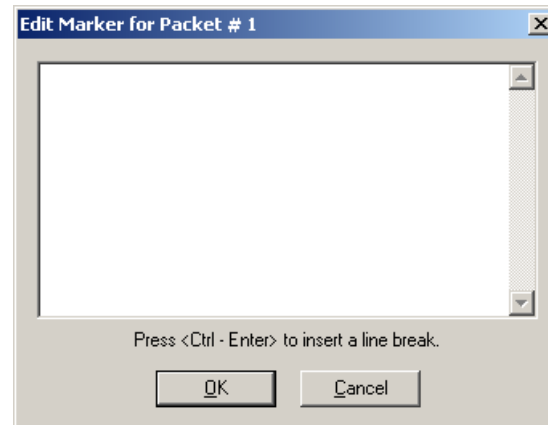 Edit Marker for Packet # 1
Press <Ctrl - Enter> to insert a line break.
OK
Cancel